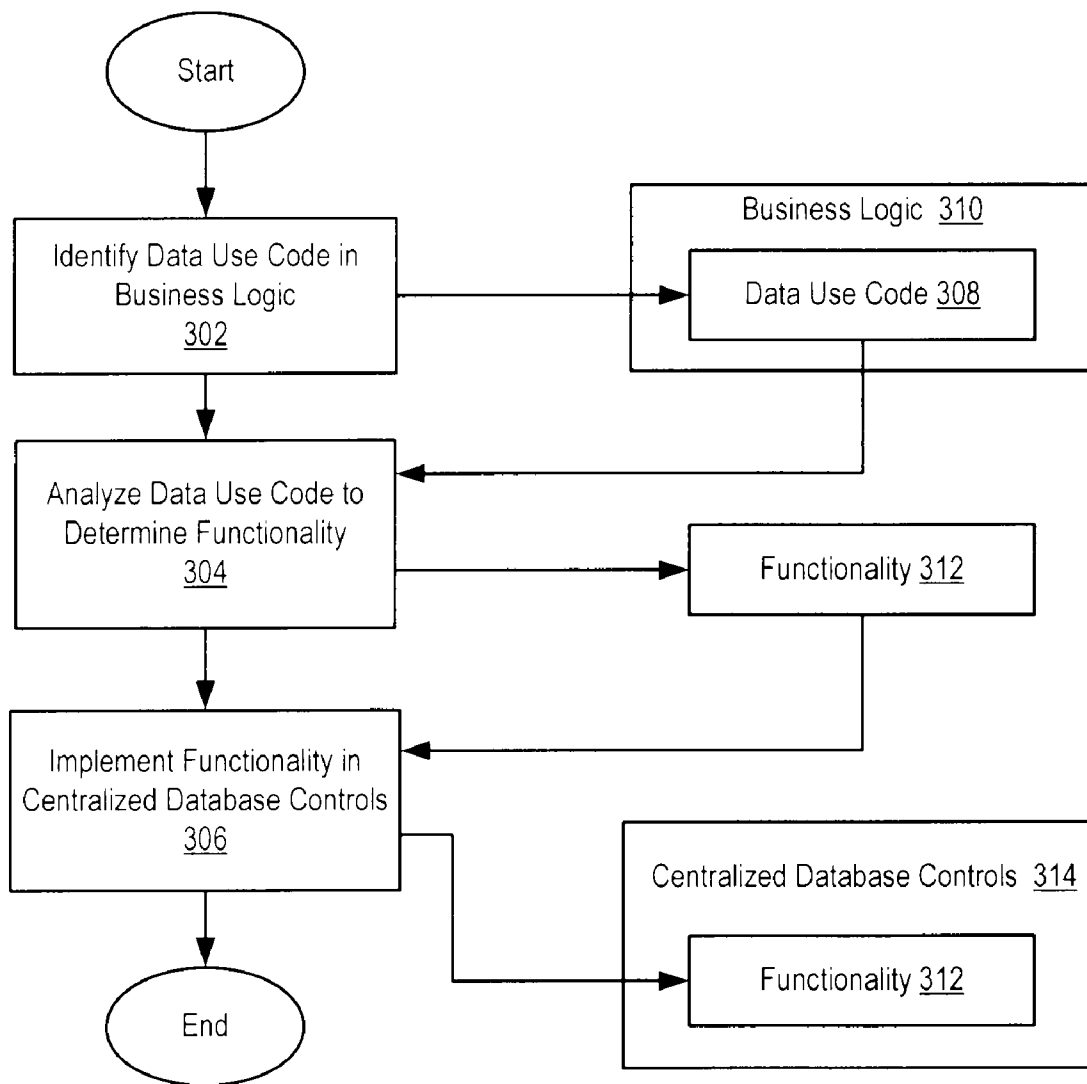 Start
Identify Data Use Code in
Business Logic
302
Business Logic 310
Data Use Code 308
Analyze Data Use Code to
Determine Functionality
304
Functionality 312
Implement Functionality in
Centralized Database Controls
306
Centralized Database Controls 314
Functionality 312
End